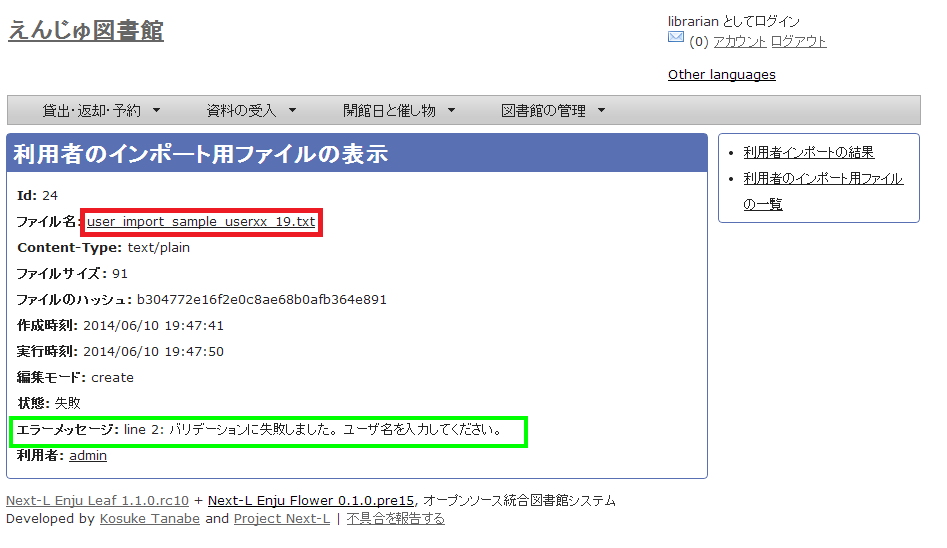 えんじゅ図書館
librarian としてログイン
(0) アカウント ログアウト
Other languages
貸出・返却・予約 資料の受入 開館日と催し物 図書館の管理
利用者のインポート用ファイルの表示
Id: 24
ファイル名: user_import_sample_userxx_19.txt
Content-Type: text/plain
ファイルサイズ: 91
ファイルのハッシュ: b304772e16f2e0c8ae68b0afb364e891
作成時刻: 2014/06/10 19:47:41
実行時刻: 2014/06/10 19:47:50
編集モード: create
状態: 失敗
エラーメッセージ: line 2: バリデーションに失敗しました。 ユーザ名を入力してください。
利用者: admin
利用者インポートの結果
利用者のインポート用ファイル
の一覧
Next-L Enju Leaf 1.1.0.rc10 + Next-L Enju Flower 0.1.0.pre15, オープンソース統合図書館システム
Developed by Kosuke Tanabe and Project Next-L | 不具合を報告する